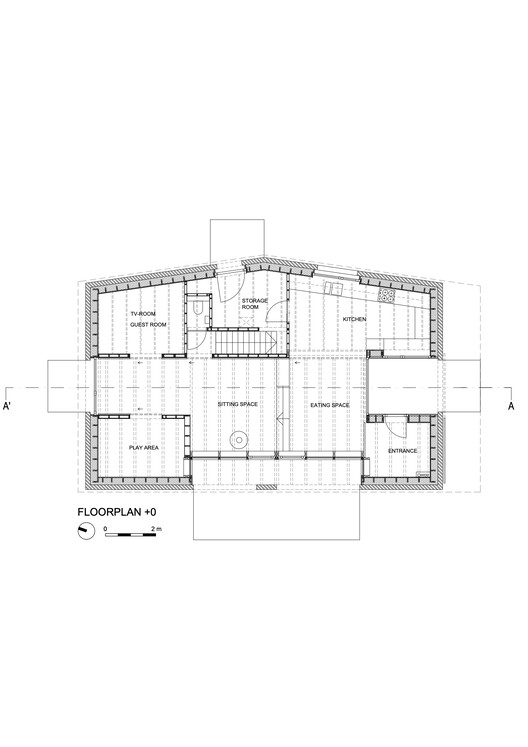 STORAGE
ROOM
TV-ROOM
GUEST ROOM
KITCHEN
A'
SITTING SPACE
EATING SPACE
A
PLAY AREA
ENTRANCE
FLOORPLAN +0
0
2 m